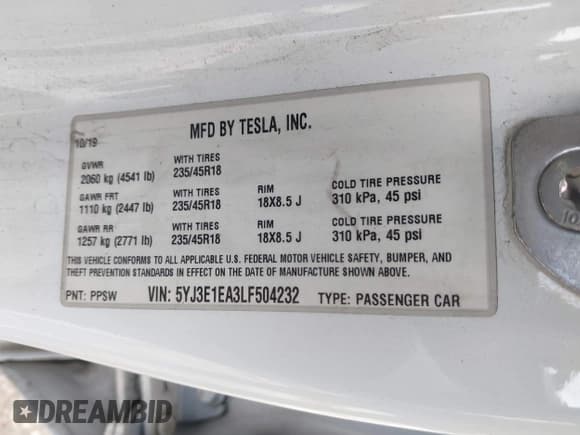 MFD BY TESLA, INC.
10/19
GVWR
2060 kg (4541 lb)
WITH TIRES
235/45R18
GAWR FRT
1110 kg (2447 lb)
WITH TIRES
235/45R18
RIM
18X8.5 J
COLD TIRE PRESSURE
310 kPa, 45 psi
GAWR RR
1257 kg (2771 lb)
WITH TIRES
235/45R18
RIM
18X8.5 J
COLD TIRE PRESSURE
310 kPa, 45 psi
THIS VEHICLE CONFORMS TO ALL APPLICABLE U.S. FEDERAL MOTOR VEHICLE SAFETY, BUMPER, AND
THEFT PREVENTION STANDARDS IN EFFECT ON THE DATE OF MANUFACTURE SHOWN ABOVE.
PNT: PPSW
VIN: 5YJ3E1EA3LF504232
TYPE: PASSENGER CAR
10
DREAMBID